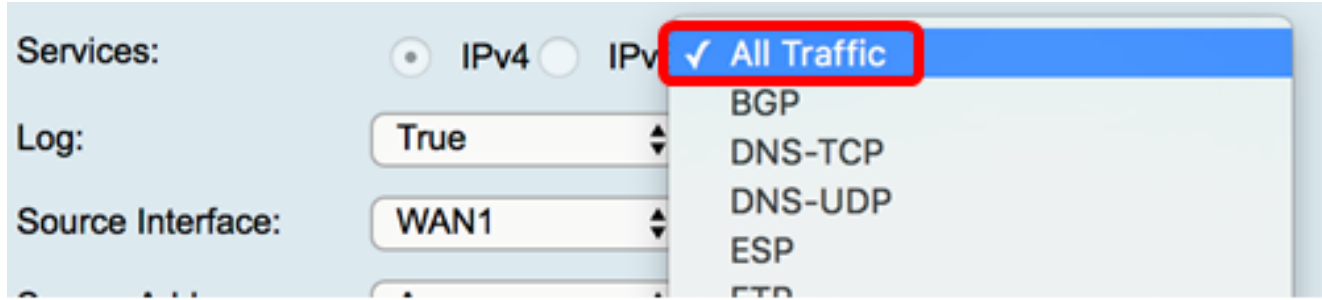 Services: IPv4 IPv ✓ All Traffic
BGP
Log: True DNS-TCP
DNS-UDP
Source Interface: WAN1
ESP